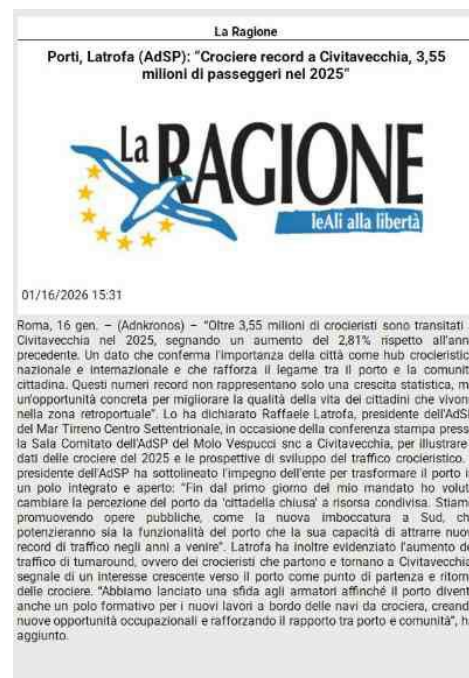 La Ragione
Porti, Latrofa (AdSP): "Crociere record a Civitavecchia, 3,55
milioni di passeggeri nel 2025"
La RAGIONE
leAli alla libertà
01/16/2026 15:31
Roma, 16 gen. – (Adnkronos) – "Oltre 3,55 milioni di crocieristi sono transitati
Civitavecchia nel 2025, segnando un aumento del 2,81% rispetto all'ann
precedente. Un dato che conferma l'importanza della città come hub crocieristic
nazionale e internazionale e che rafforza il legame tra il porto e la comunit
cittadina. Questi numeri record non rappresentano solo una crescita statistica, m
un'opportunità concreta per migliorare la qualità della vita dei cittadini che vivon
nella zona retroportuale". Lo ha dichiarato Raffaele Latrofa, presidente dell'AdS
del Mar Tirreno Centro Settentrionale, in occasione della conferenza stampa press
la Sala Comitato dell'AdSP del Molo Vespucci snc a Civitavecchia, per illustrare
dati delle crociere del 2025 e le prospettive di sviluppo del traffico crocieristico.
presidente dell'AdSP ha sottolineato l'impegno dell'ente per trasformare il porto i
un polo integrato e aperto: "Fin dal primo giorno del mio mandato ho volut
cambiare la percezione del porto da 'cittadella chiusa' a risorsa condivisa. Stiam
promuovendo opere pubbliche, come la nuova imboccatura a Sud, ch
potenzieranno sia la funzionalità del porto che la sua capacità di attrarre nuov
record di traffico negli anni a venire". Latrofa ha inoltre evidenziato l'aumento de
traffico di turnaround, ovvero dei crocieristi che partono e tornano a Civitavecchia
segnale di un interesse crescente verso il porto come punto di partenza e ritorn
delle crociere. "Abbiamo lanciato una sfida agli armatori affinché il porto divent
anche un polo formativo per i nuovi lavori a bordo delle navi da crociera, creand
nuove opportunità occupazionali e rafforzando il rapporto tra porto e comunità", h
aggiunto.